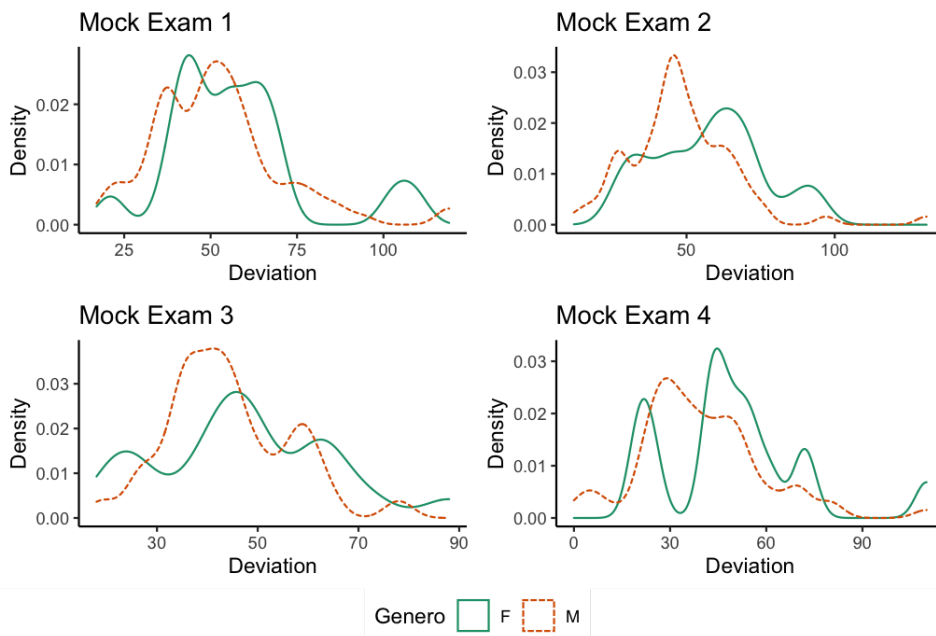 Mock Exam 1
Density
0.02
0.01
0.00
25 50 75 100
Deviation
Mock Exam 2
Density
0.03
0.02
0.01
0.00
50 100
Deviation
Mock Exam 3
Density
0.03
0.02
0.01
0.00
30 50 70 90
Deviation
Mock Exam 4
Density
0.03
0.02
0.01
0.00
0 30 60 90
Deviation
Genero F M